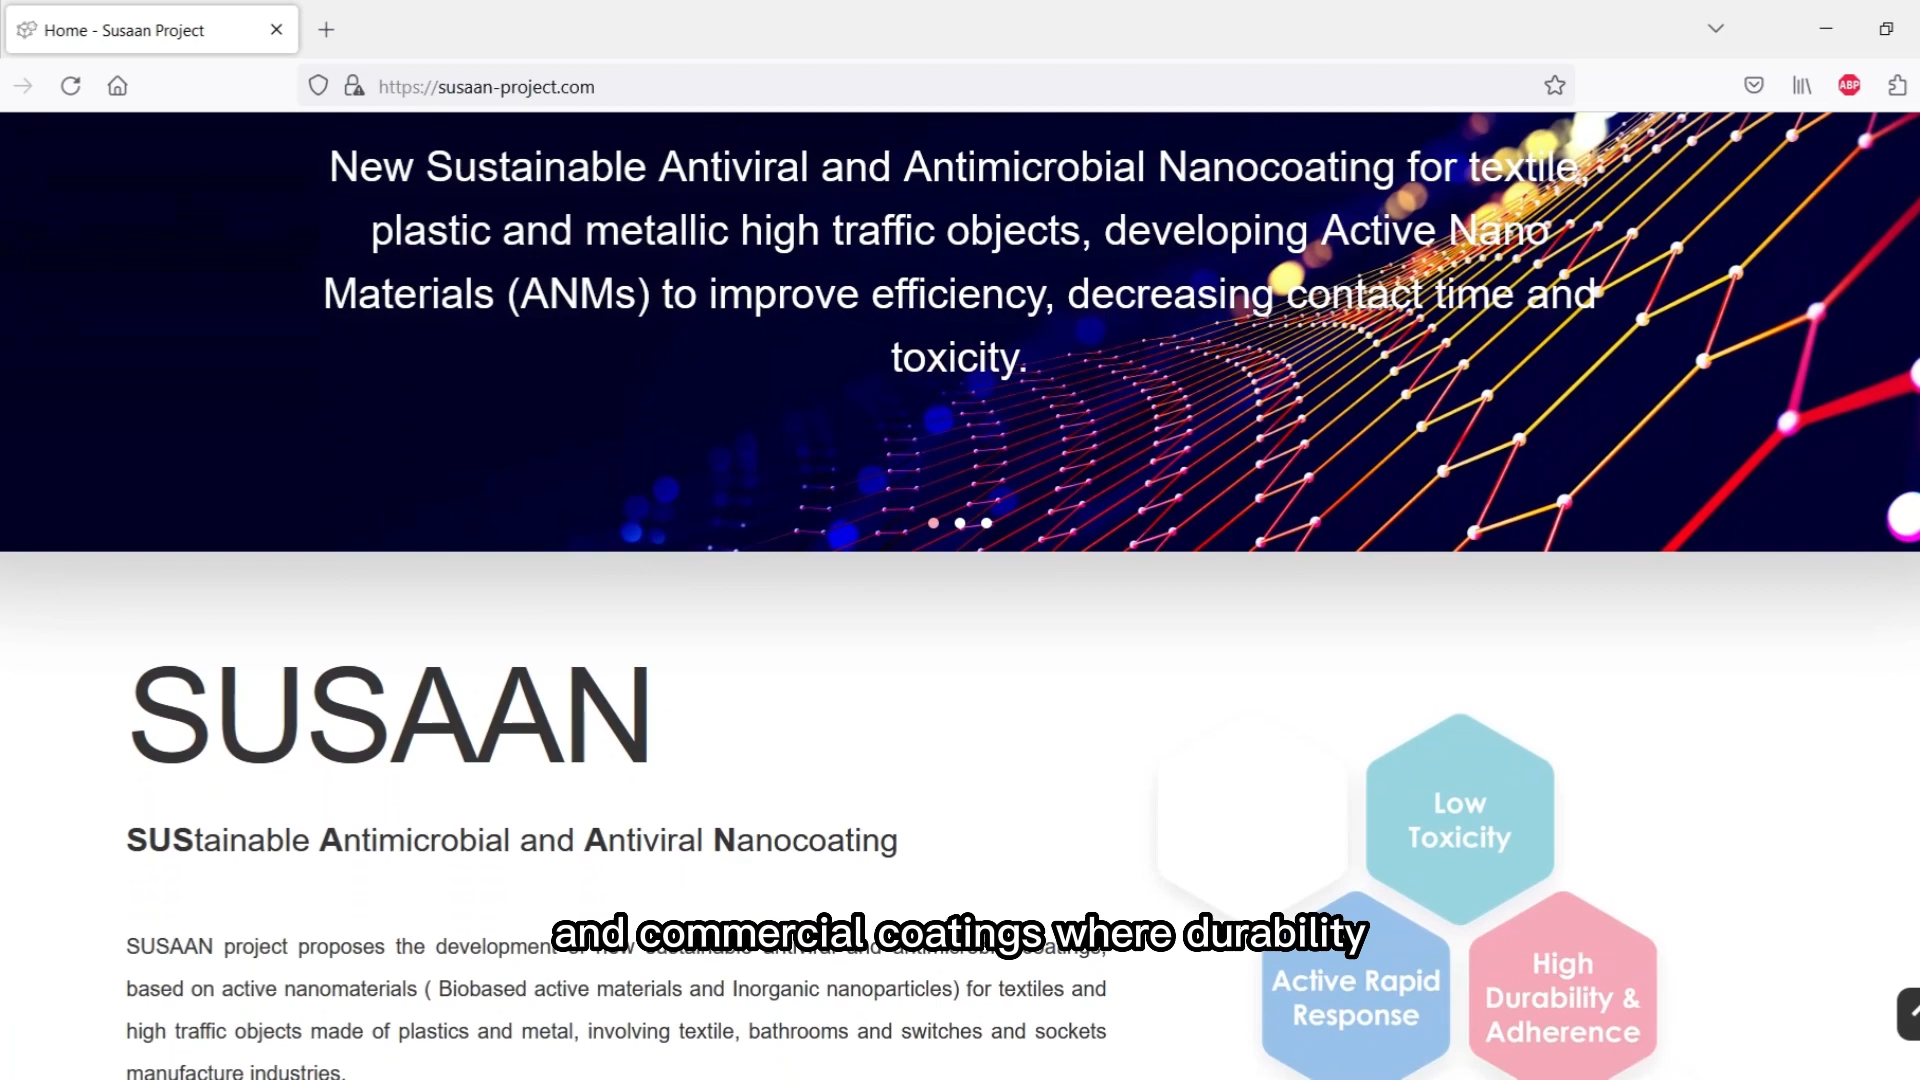 Home - Susaan Project
https://susaan-project.com
ABP
New Sustainable Antiviral and Antimicrobial Nanocoating for textile,
plastic and metallic high traffic objects, developing Active Nano
Materials (ANMs) to improve efficiency, decreasing contact time and
toxicity.
SUSAAN
SUStainable Antimicrobial and Antiviral Nanocoating
SUSAAN project proposes the development
based on active nanomaterials ( Biobased active materials and Inorganic nanoparticles) for textiles and
high traffic objects made of plastics and metal, involving textile, bathrooms and switches and sockets
manufacture industries.
Low
Toxicity
Active Rapid
Response
High
Durability &
Adherence
and commercial coatings where durability